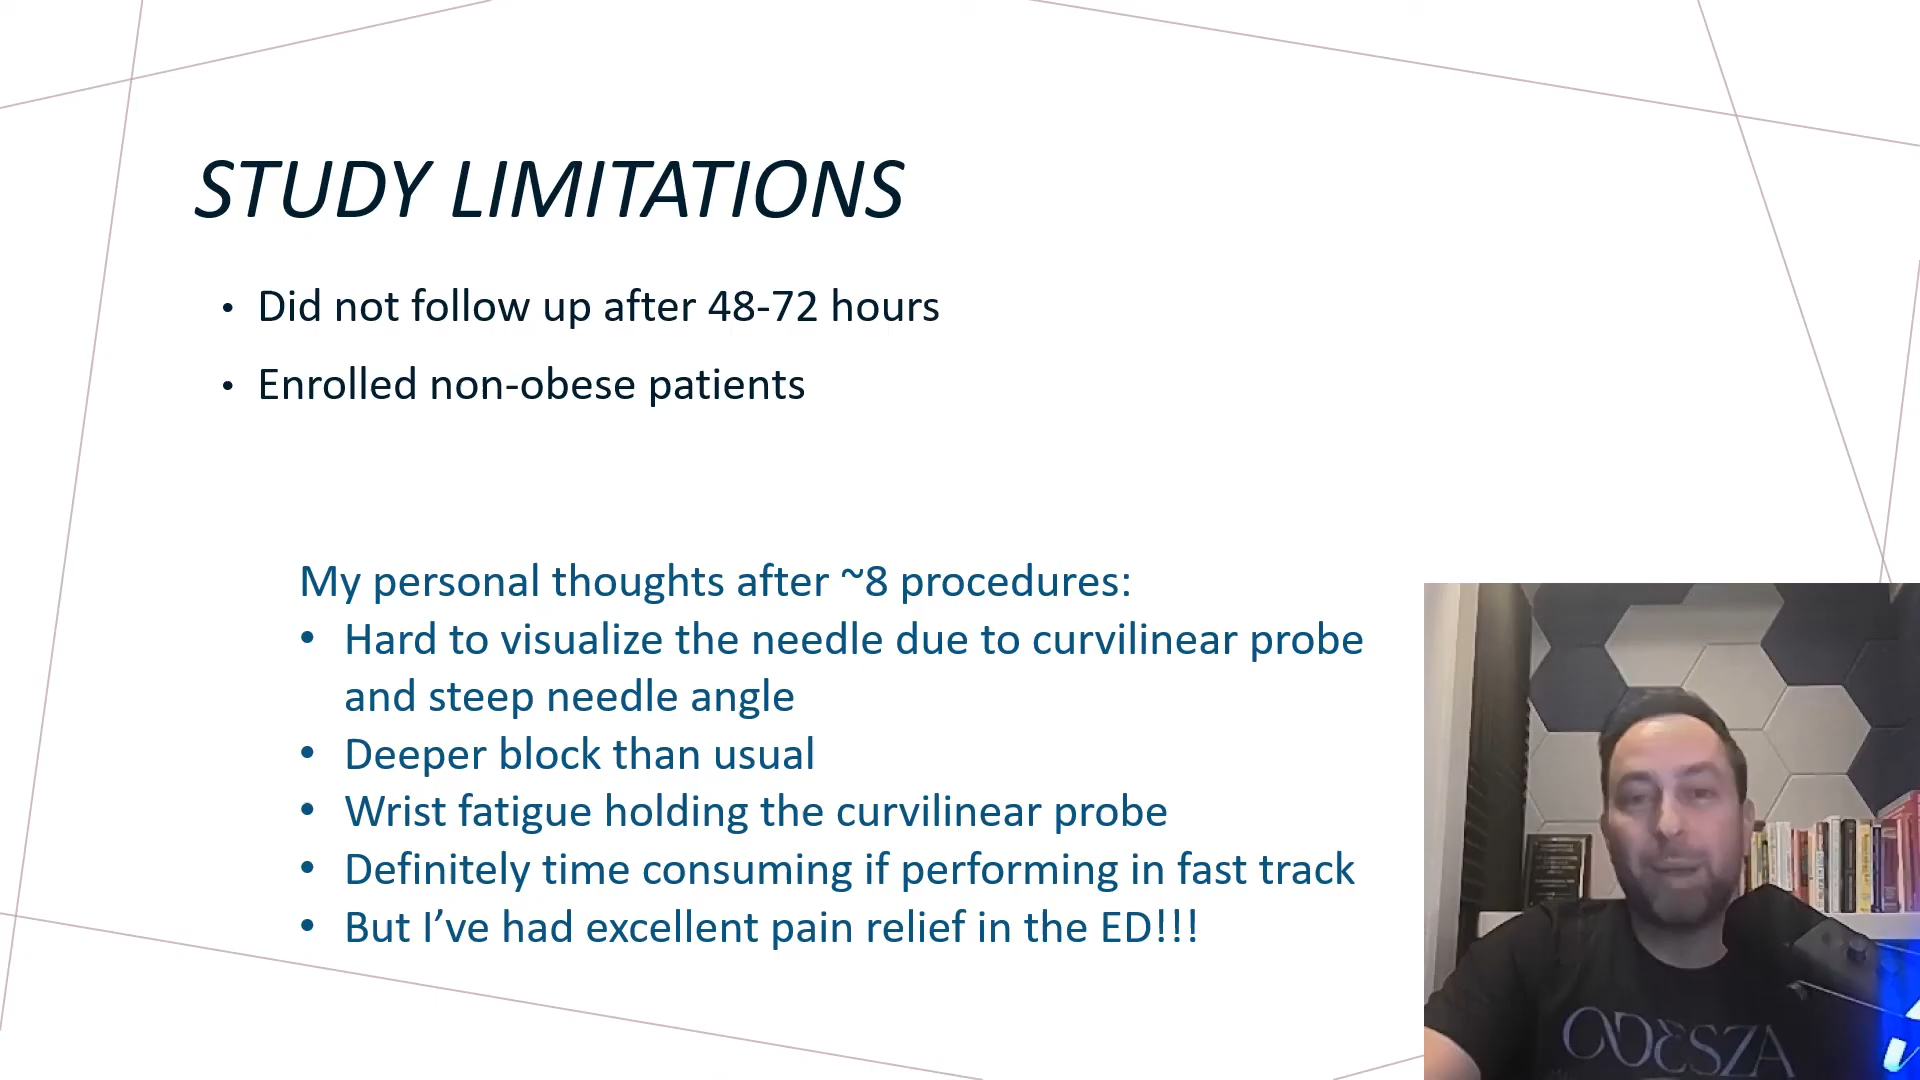 STUDY LIMITATIONS
• Did not follow up after 48-72 hours
• Enrolled non-obese patients
My personal thoughts after ~8 procedures:
• Hard to visualize the needle due to curvilinear probe
and steep needle angle
• Deeper block than usual
• Wrist fatigue holding the curvilinear probe
• Definitely time consuming if performing in fast track
• But I’ve had excellent pain relief in the ED!!!
ODESZA